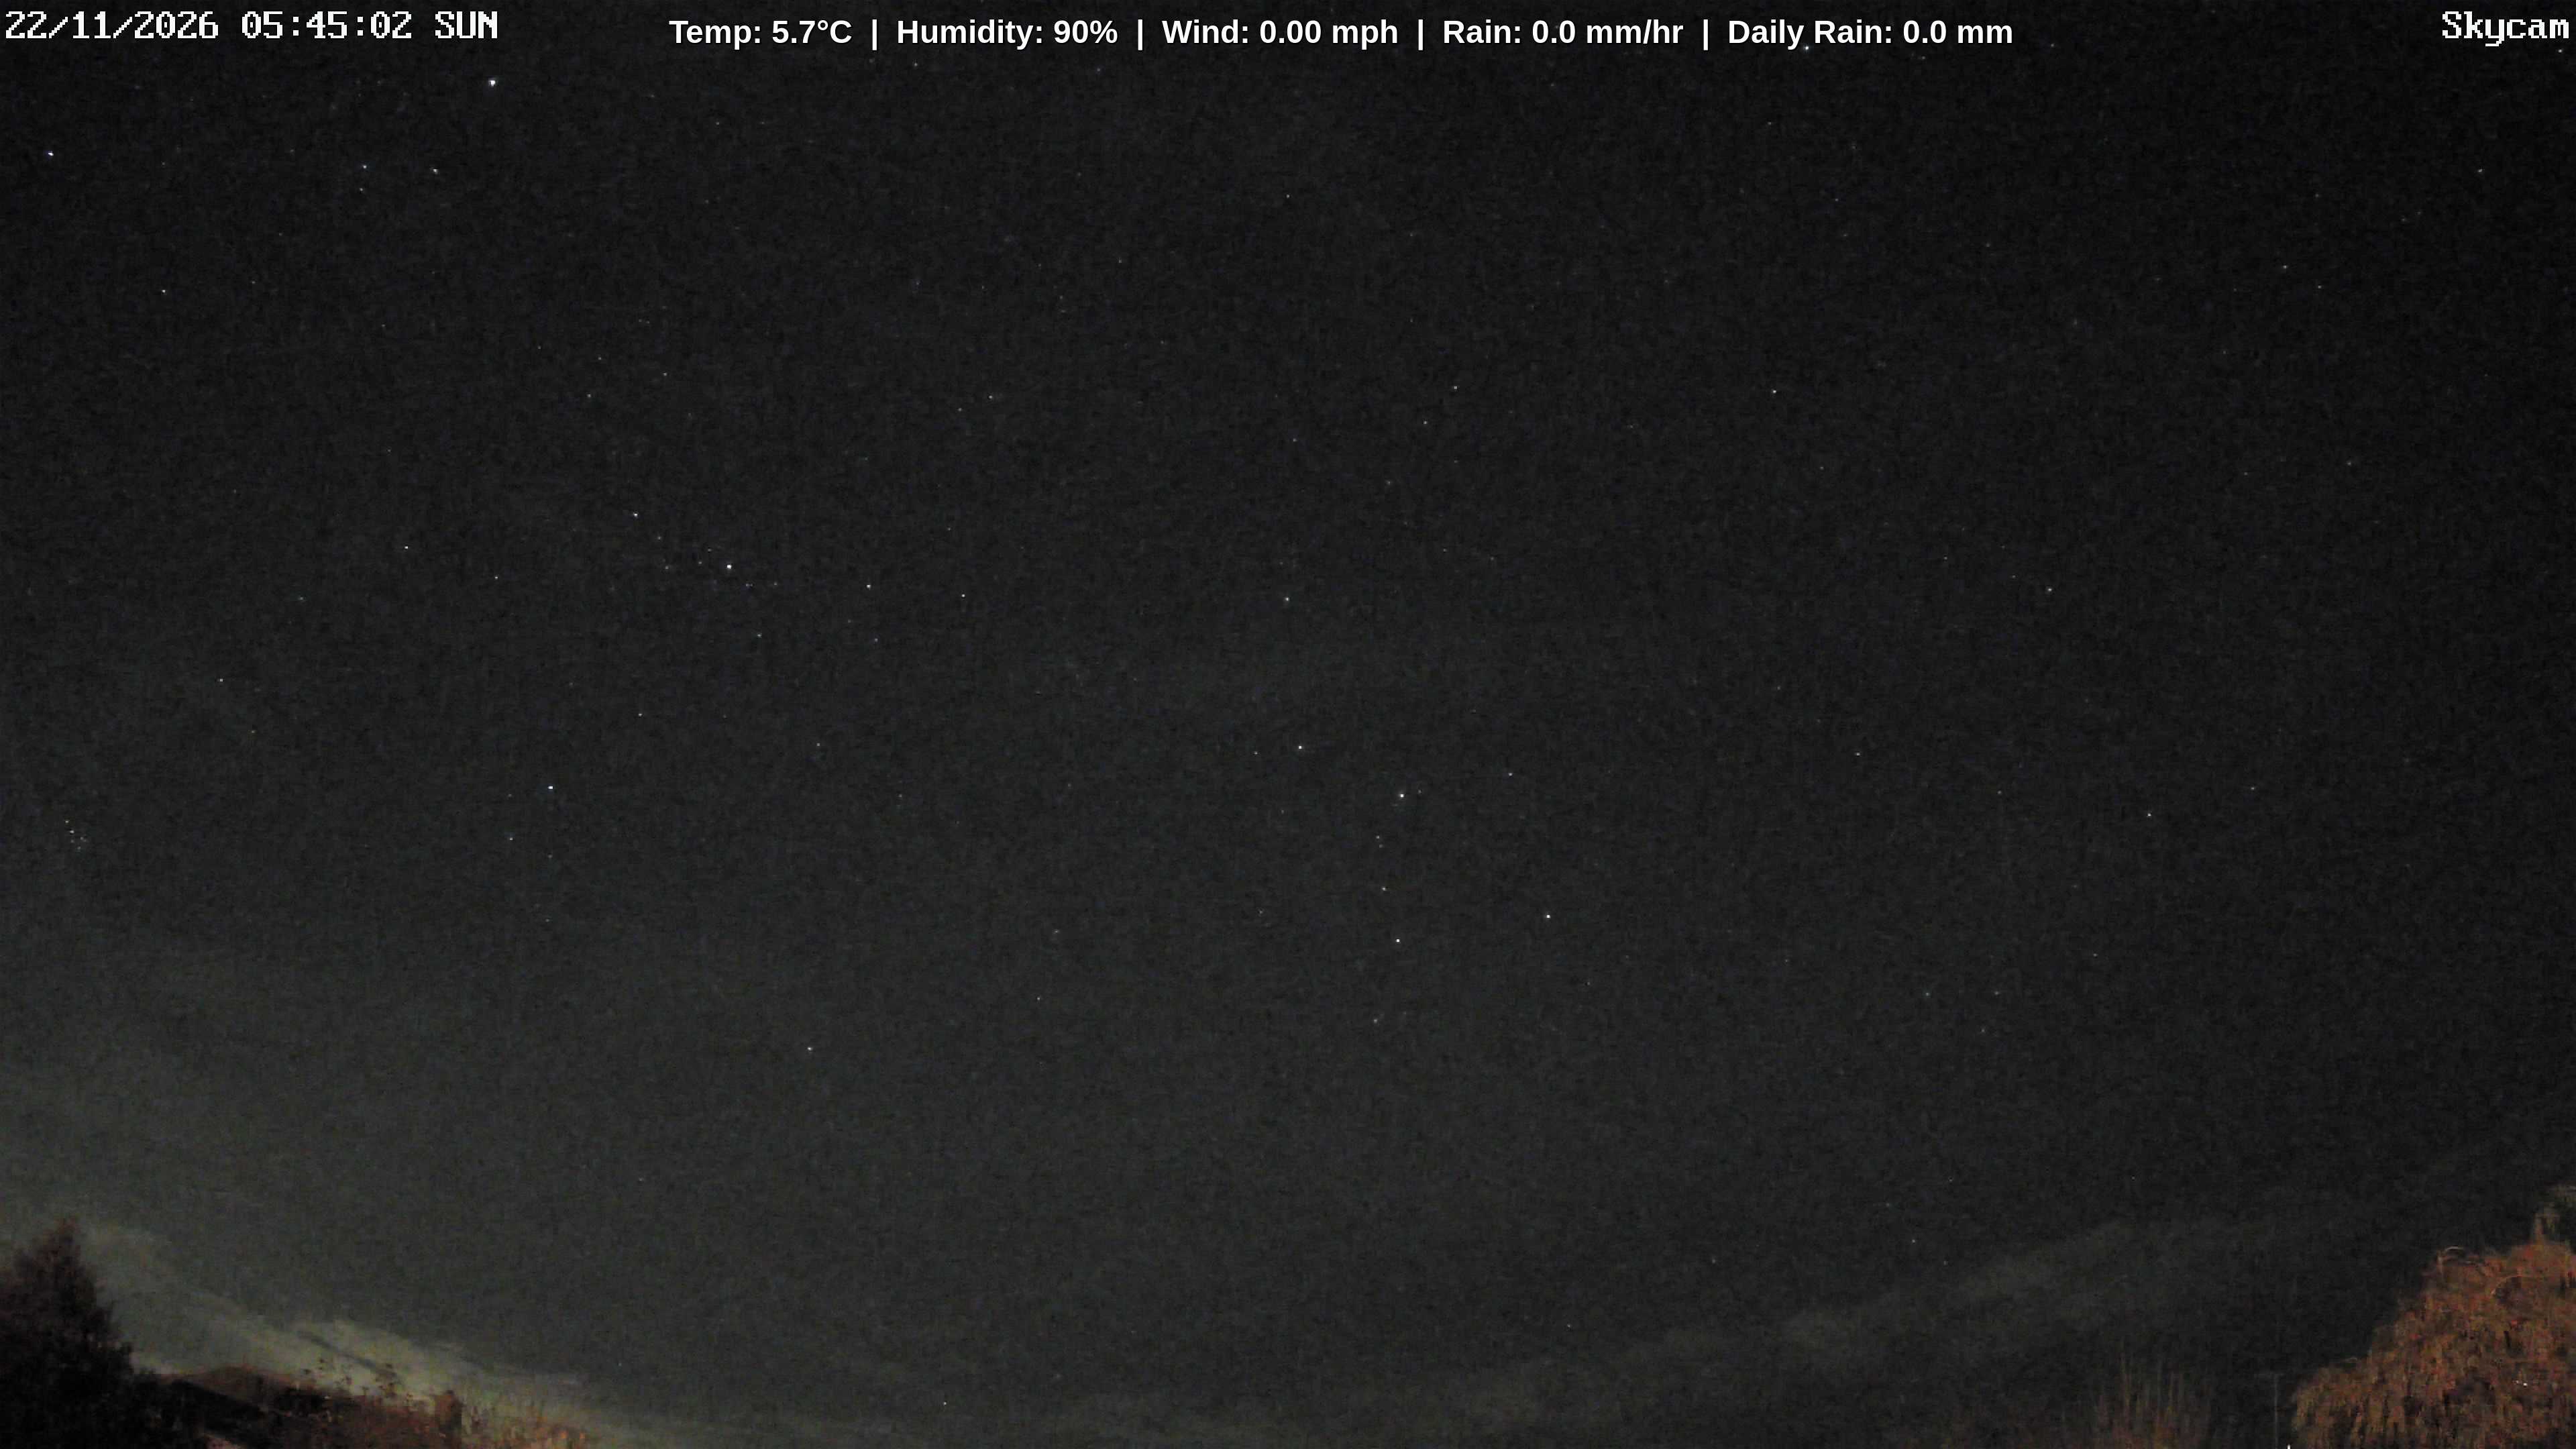 22/11/2026 05:45:02 SUN
Temp: 5.7°C | Humidity: 90% | Wind: 0.00 mph | Rain: 0.0 mm/hr | Daily Rain: 0.0 mm
Skycam